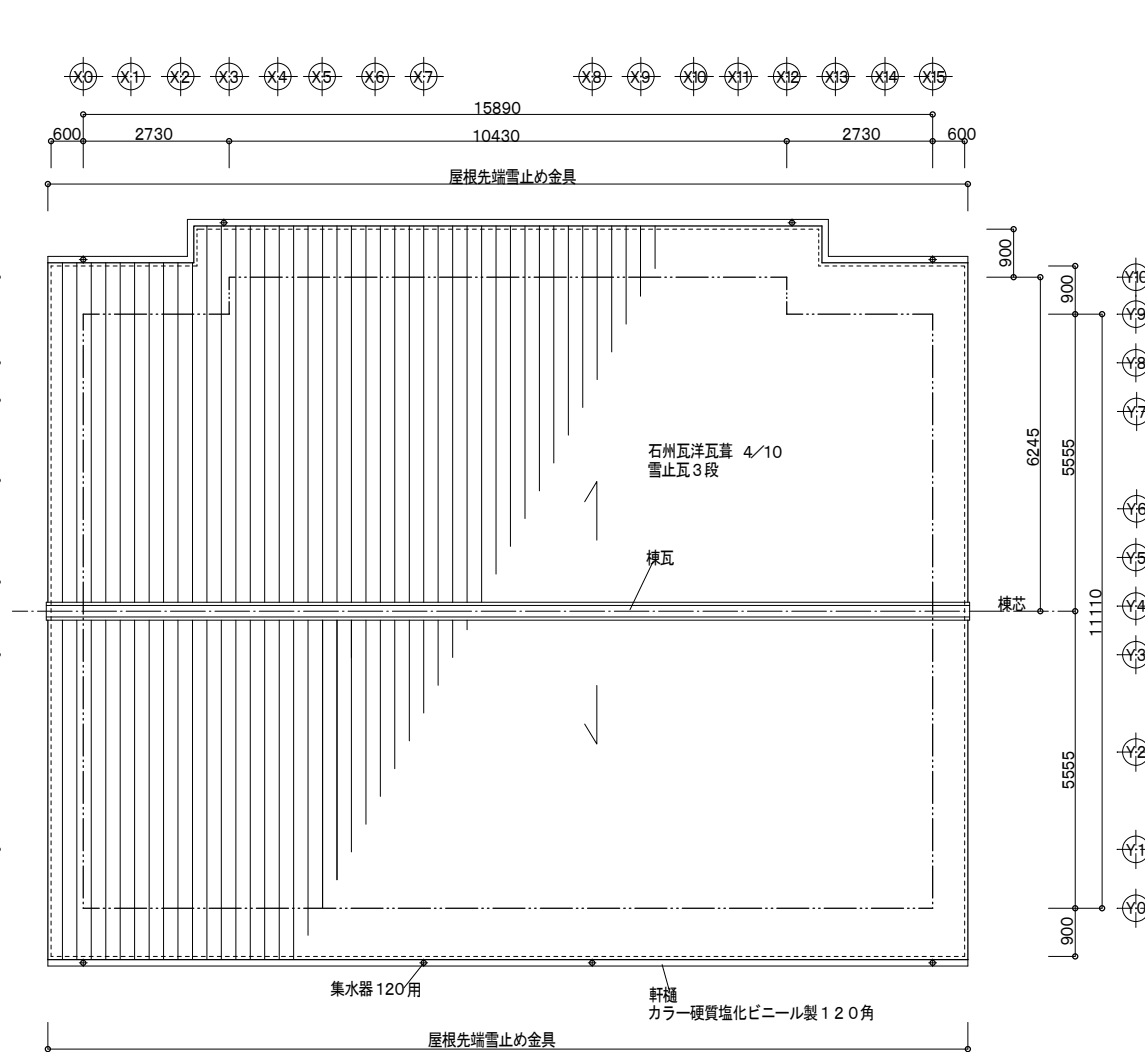 X0 X1 X2 X3 X4 X5 X6 X7 X8 X9 X10 X11 X12 X13 X14 X15
15890
600 2730 10430 2730 600
屋根先端雪止め金具
900
900
Y10
Y9
Y8
Y7
6245
5555
石州瓦洋瓦葺 4/10
雪止瓦3段
Y6
Y5
棟瓦
棟芯
Y4
11110
Y3
Y2
5555
Y1
Y0
900
集水器120用
軒樋
カラー硬質塩化ビニール製120角
屋根先端雪止め金具